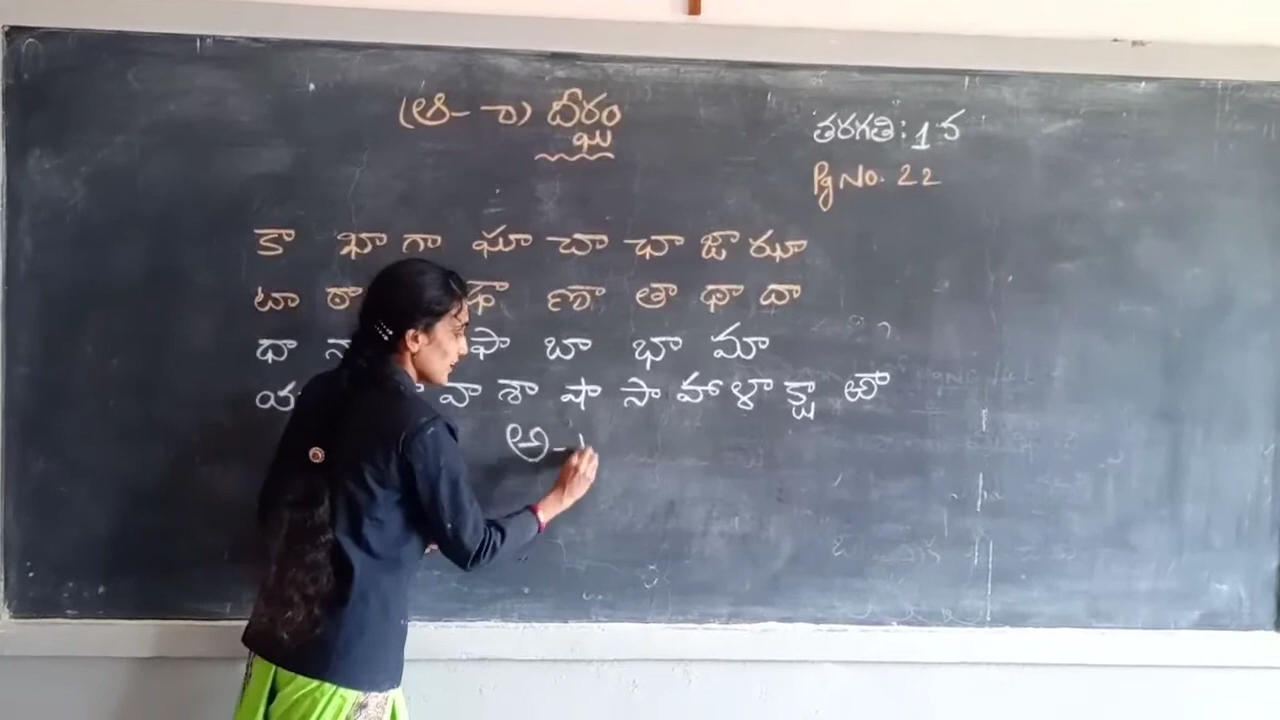 (ఆ- ా) దీర్ఘం
తరగతి: 1 వ
Pg No. 22
కా ఖా గా ఘా చా ఛా జా ఝా
టా ఠా ఢా ణా తా థా దా
ధా నా ఫా బా భా మా
యా వా శా షా సా హా ళా క్షా ఱా
అ-